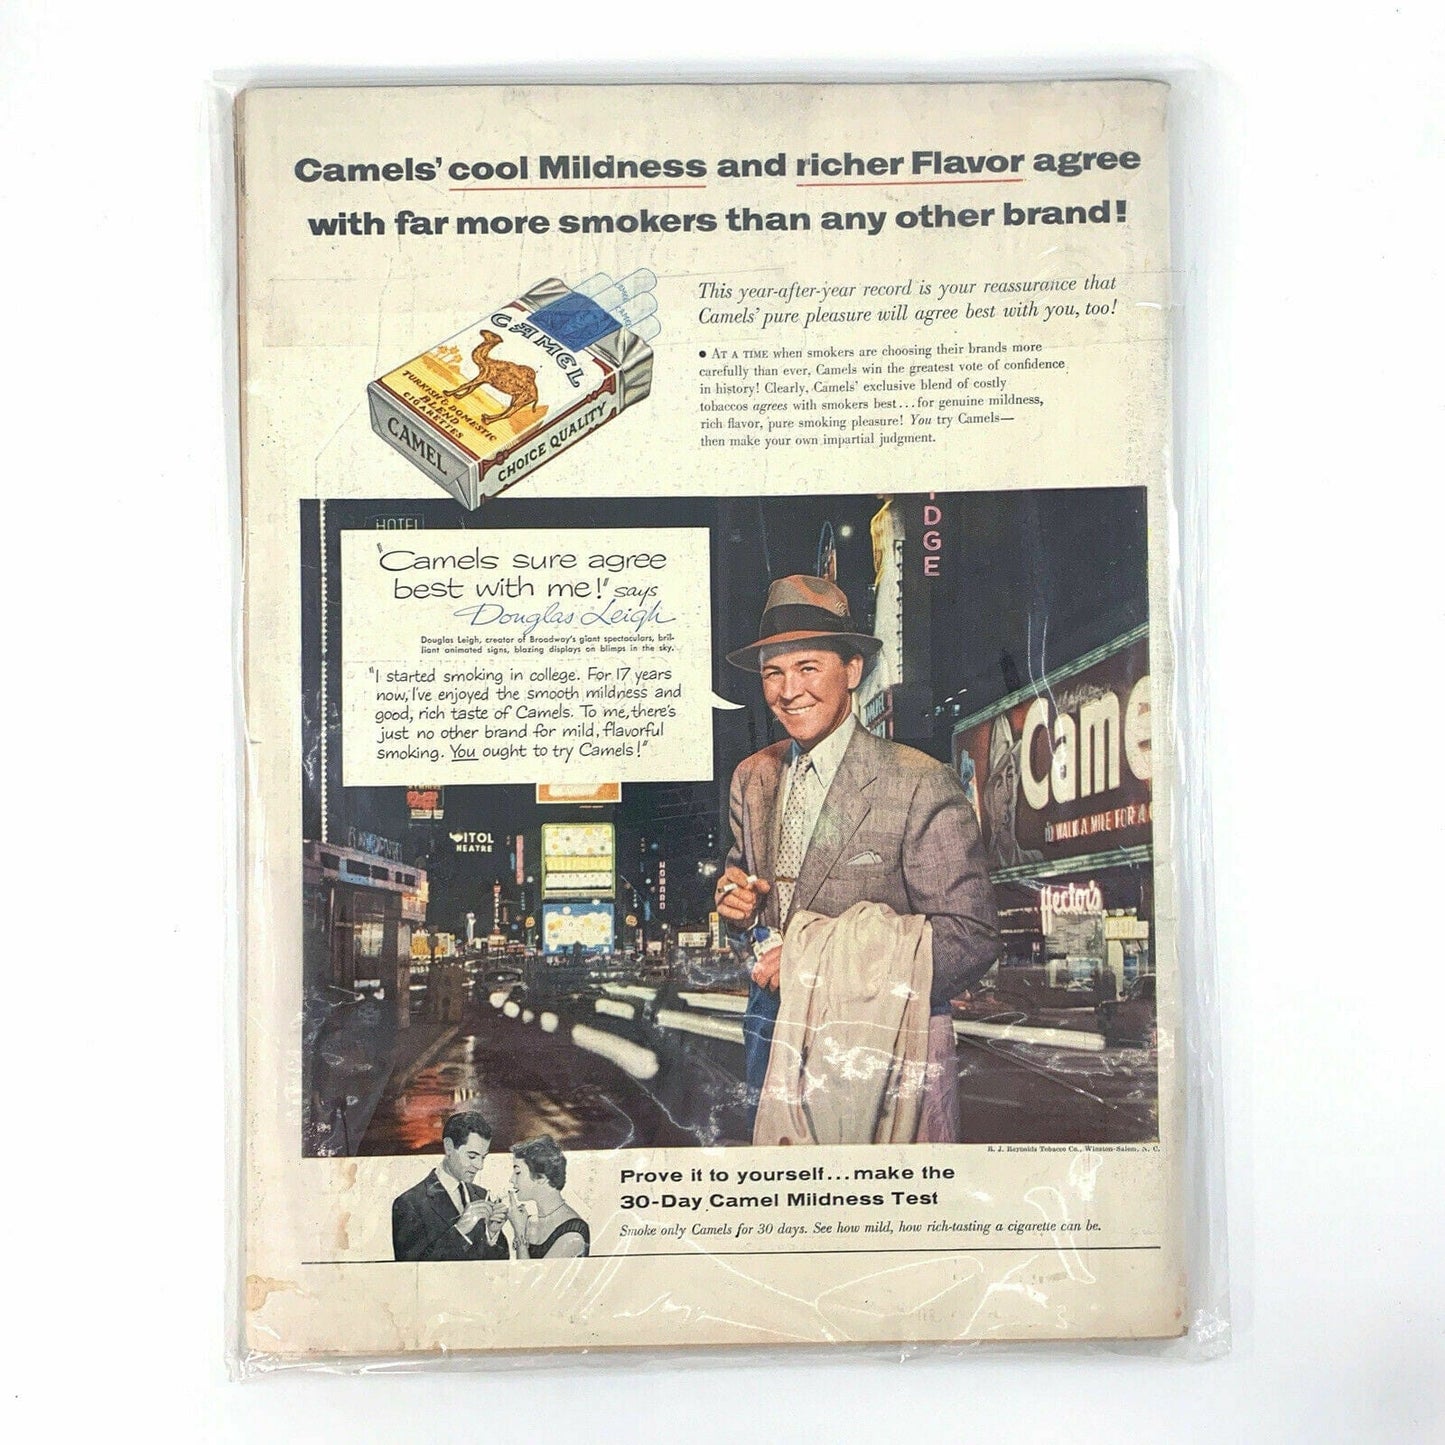 Camels' cool Mildness and richer Flavor agree
with far more smokers than any other brand!
This year-after-year record is your reassurance that
Camels' pure pleasure will agree best with you, too!
• AT A TIME when smokers are choosing their brands more
carefully than ever, Camels win the greatest vote of confidence
in history! Clearly, Camels' exclusive blend of costly
tobaccos agrees with smokers best...for genuine mildness,
rich flavor, pure smoking pleasure! You try Camels—
then make your own impartial judgment.
CAMEL
CAMEL
CAMEL
TURKISH & DOMESTIC
BLEND
CIGARETTES
CAMEL
CHOICE QUALITY
HOTEL
DGE
"Camels sure agree
best with me!" says
Douglas Leigh
Douglas Leigh, creator of Broadway's giant spectaculars, bril-
liant animated signs, blazing displays on blimps in the sky.
"I started smoking in college. For 17 years
now, I've enjoyed the smooth mildness and
good, rich taste of Camels. To me, there's
just no other brand for mild, flavorful
smoking. You ought to try Camels!"
Came
I'D WALK A MILE FOR A
ITOL
HEATRE
HOWARD
Hector's
R. J. Reynolds Tobacco Co., Winston-Salem, N. C.
Prove it to yourself...make the
30-Day Camel Mildness Test
Smoke only Camels for 30 days. See how mild, how rich-tasting a cigarette can be.